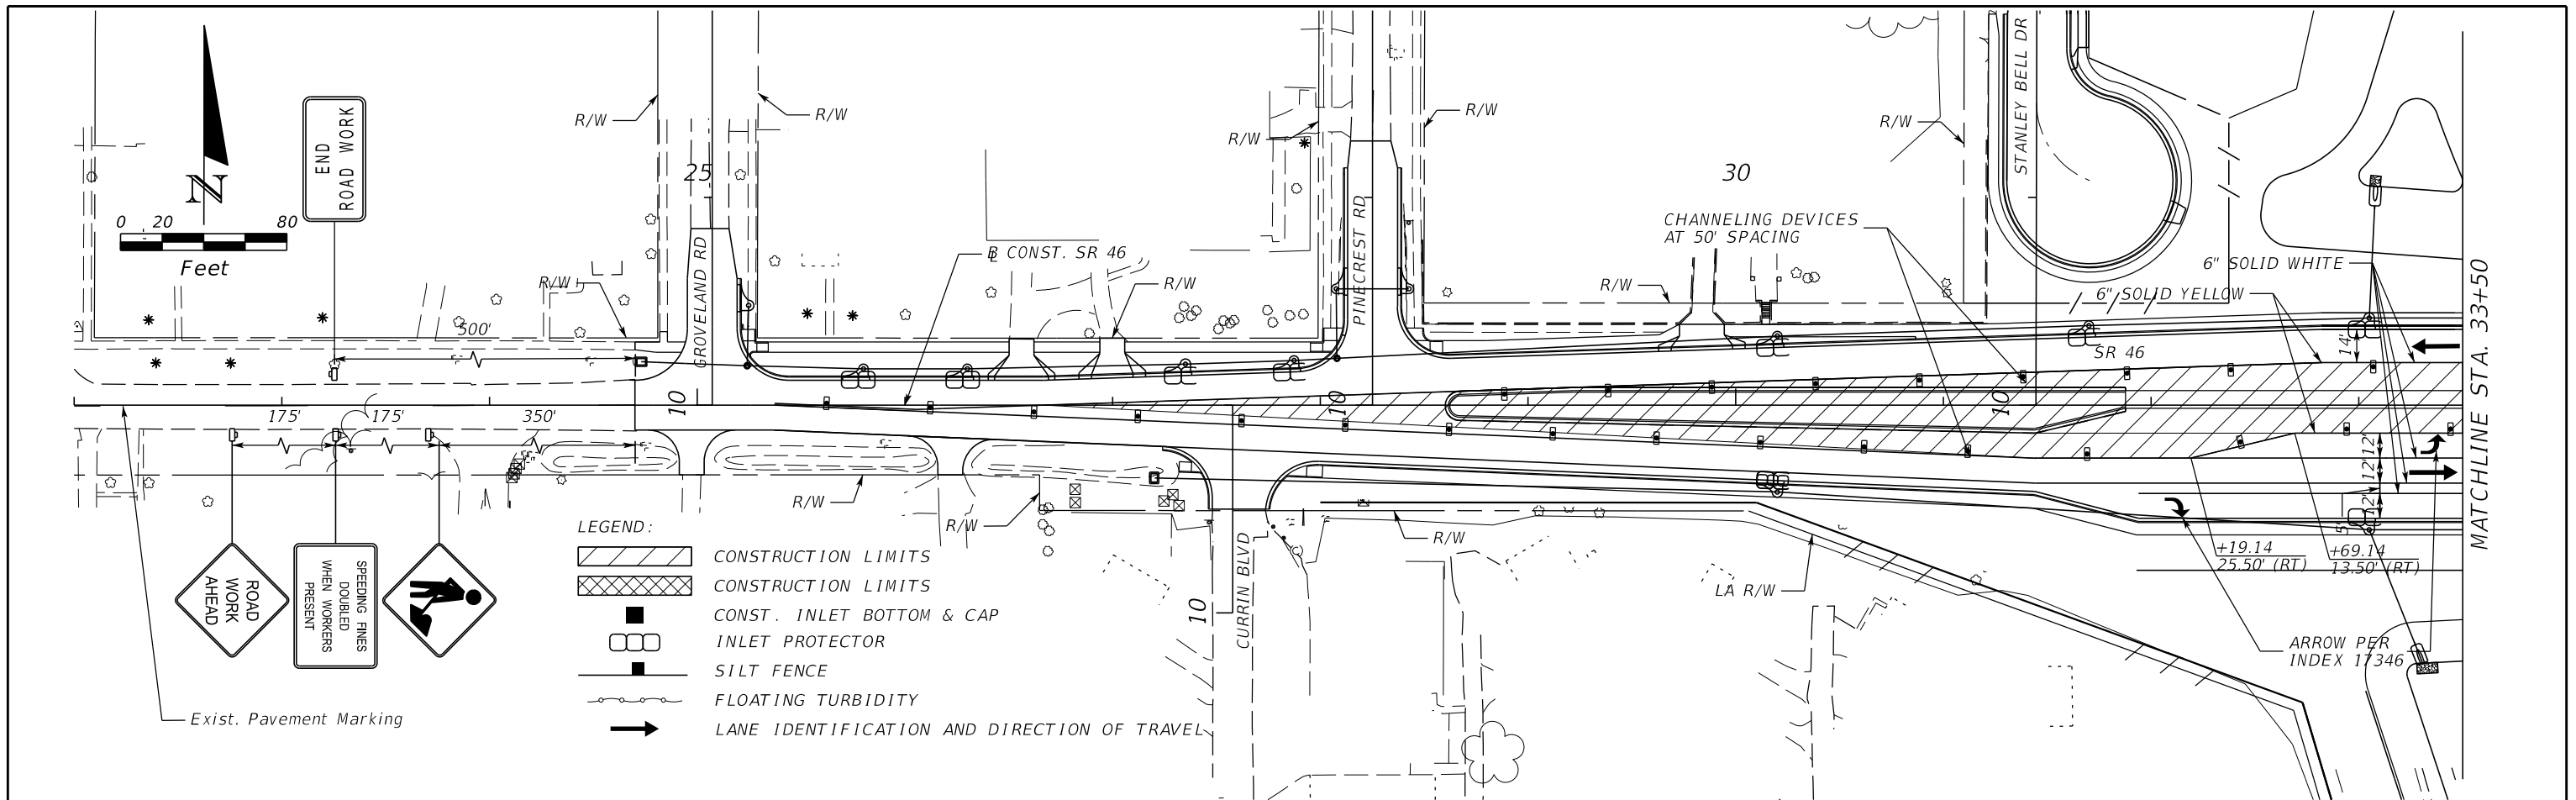 END
ROAD WORK
N
0 20 80
Feet
R/W
R/W
25
GROVELAND RD
R/W
500'
℄ CONST. SR 46
R/W
R/W
R/W
PINECREST RD
30
CHANNELING DEVICES
AT 50' SPACING
R/W
R/W
STANLEY BELL DR
6" SOLID WHITE
6" SOLID YELLOW
SR 46
14'
MATCHLINE STA. 33+50
175'
175'
350'
10
10
10
12'
12'
12'
5'
+19.14
25.50' (RT)
+69.14
13.50' (RT)
ARROW PER
INDEX 17346
R/W
R/W
R/W
LA R/W
CURRIN BLVD
10
ROAD
WORK
AHEAD
SPEEDING FINES
DOUBLED
WHEN WORKERS
PRESENT
Exist. Pavement Marking
LEGEND:
CONSTRUCTION LIMITS
CONSTRUCTION LIMITS
CONST. INLET BOTTOM & CAP
INLET PROTECTOR
SILT FENCE
FLOATING TURBIDITY
LANE IDENTIFICATION AND DIRECTION OF TRAVEL